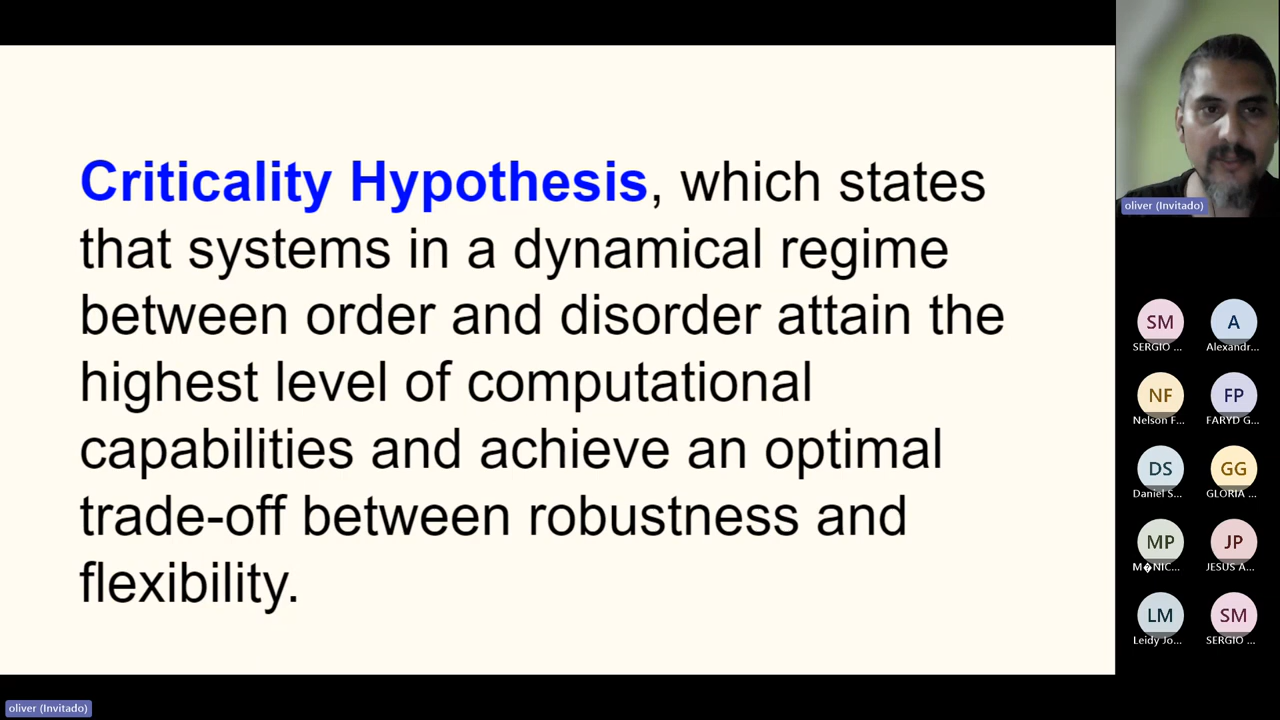 Criticality Hypothesis, which states
that systems in a dynamical regime
between order and disorder attain the
highest level of computational
capabilities and achieve an optimal
trade-off between robustness and
flexibility.
oliver (Invitado)
SM
A
SERGIO ...
Alexandr...
NF
FP
Nelson F...
FARYD G...
DS
GG
Daniel S...
GLORIA ...
MP
JP
M�NIC...
JESUS A...
LM
SM
Leidy Jo...
SERGIO ...
oliver (Invitado)